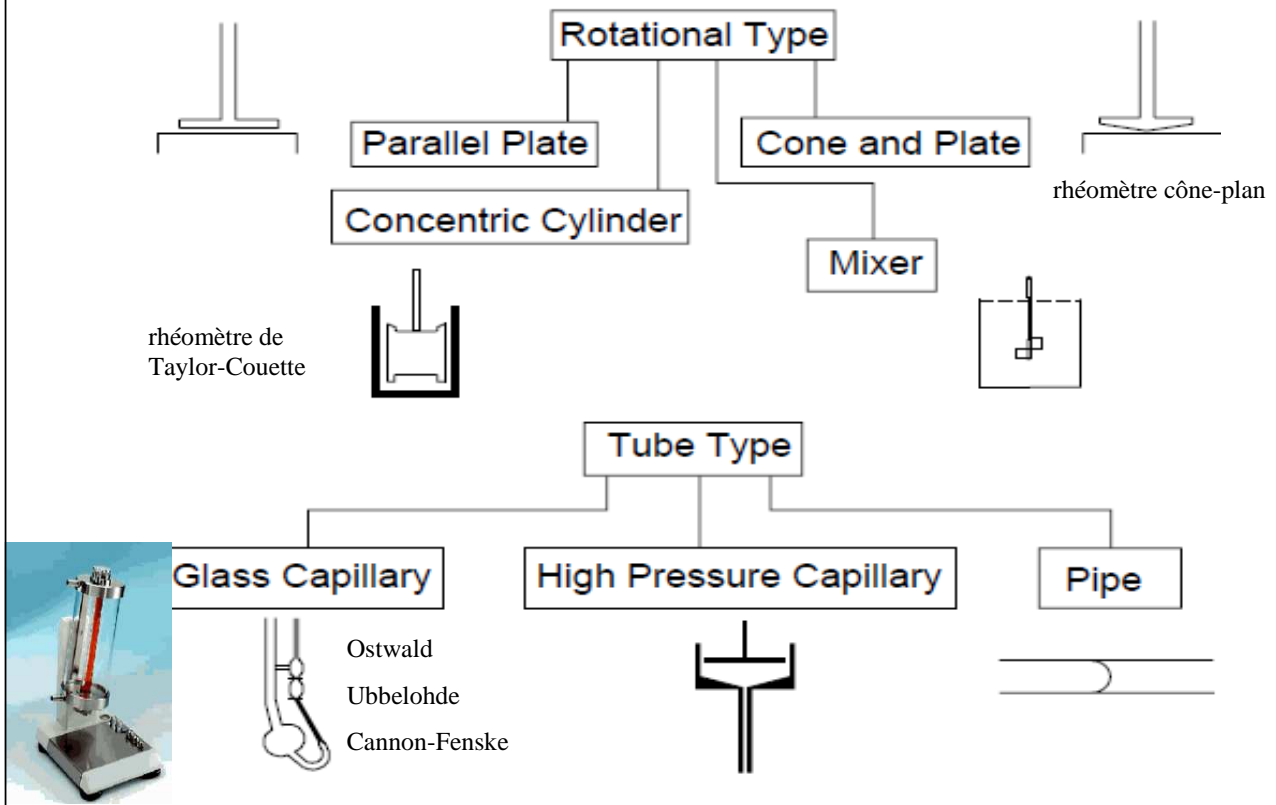 Rotational Type
Parallel Plate
Cone and Plate
rhéomètre cône-plan
Concentric Cylinder
Mixer
rhéomètre de
Taylor-Couette
Tube Type
Glass Capillary
High Pressure Capillary
Pipe
Ostwald
Ubbelohde
Cannon-Fenske